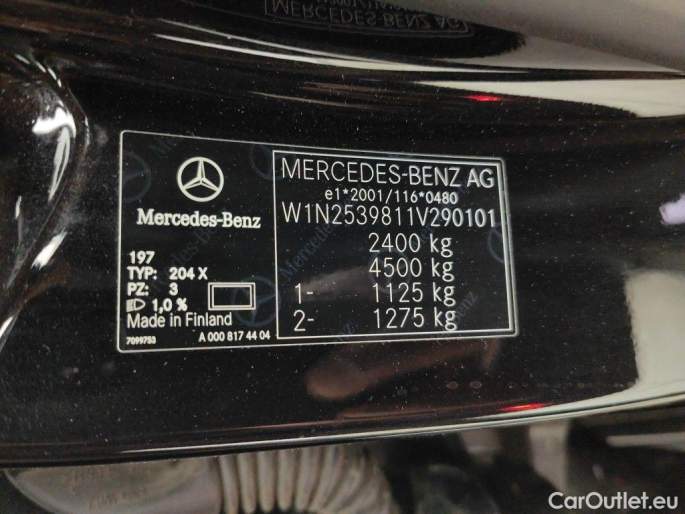 MERCEDES BENZ AG
Mercedes-Benz
197
TYP: 204 X
PZ: 3
1,0 %
Made in Finland
7099753
A 000 817 44 04
MERCEDES-BENZ AG
e1*2001/116*0480
W1N2539811V290101
2400 kg
4500 kg
1- 1125 kg
2- 1275 kg
CarOutlet.eu